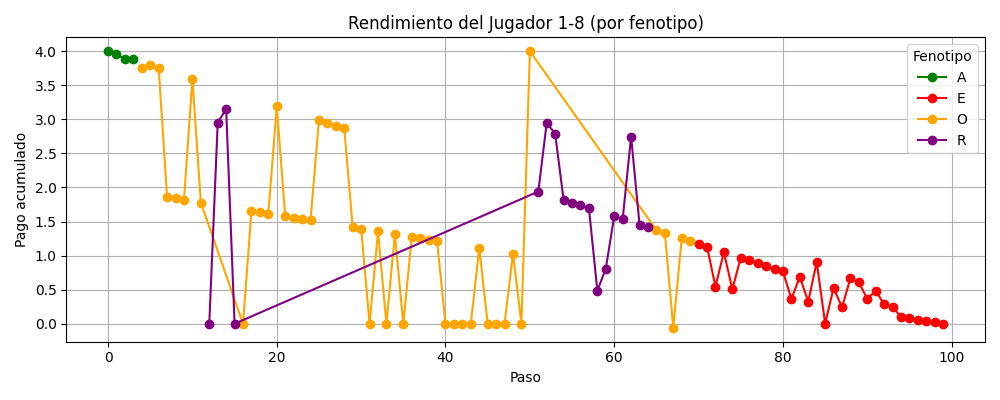 Rendimiento del Jugador 1-8 (por fenotipo)
Pago acumulado
4.0
3.5
3.0
2.5
2.0
1.5
1.0
0.5
0.0
Fenotipo
A
E
O
R
0 20 40 60 80 100
Paso